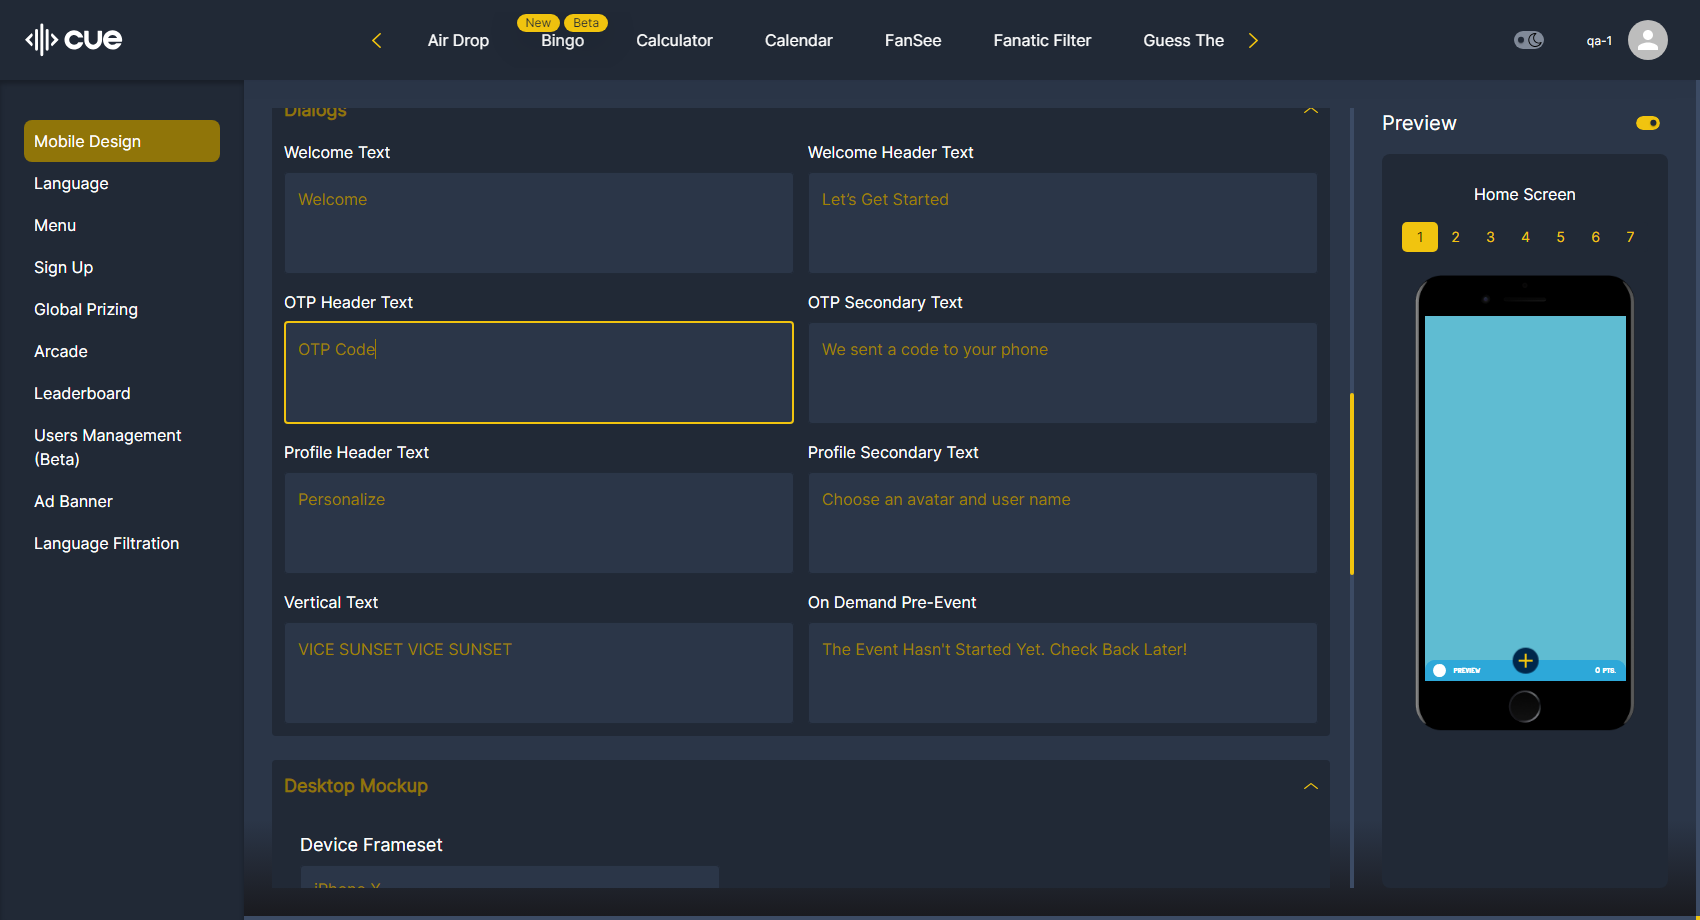 New Beta
cue
Air Drop
Bingo
Calculator
Calendar
FanSee
Fanatic Filter
Guess The
qa-1
Mobile Design
Language
Menu
Sign Up
Global Prizing
Arcade
Leaderboard
Users Management
(Beta)
Ad Banner
Language Filtration
Dialogs
Welcome Text
Welcome Header Text
Welcome
Let's Get Started
OTP Header Text
OTP Secondary Text
OTP Code
We sent a code to your phone
Profile Header Text
Profile Secondary Text
Personalize
Choose an avatar and user name
Vertical Text
On Demand Pre-Event
VICE SUNSET VICE SUNSET
The Event Hasn't Started Yet. Check Back Later!
Desktop Mockup
Device Frameset
iPhone X
Preview
Home Screen
1 2 3 4 5 6 7
PREVIEW
0 PTS.